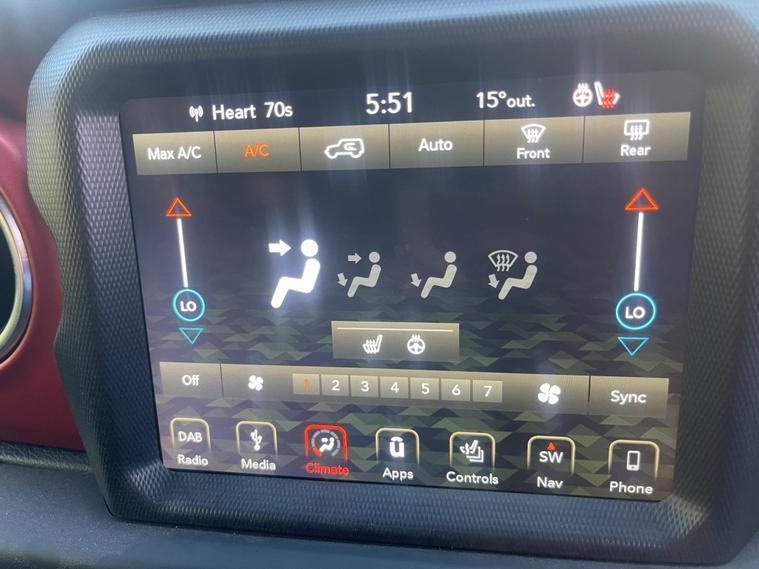 Heart 70s 5:51 15°out.
Max A/C A/C Auto Front Rear
LO LO
Off 1 2 3 4 5 6 7 Sync
DAB SW
Radio Media Climate Apps Controls Nav Phone